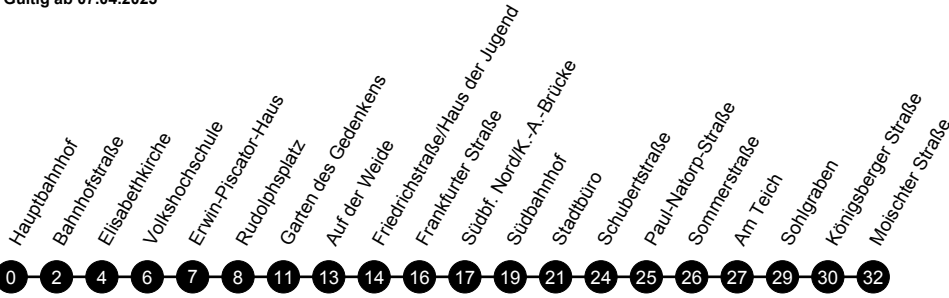 Gültig ab 07.04.2025
Hauptbahnhof
Bahnhofstraße
Elisabethkirche
Volkshochschule
Erwin-Piscator-Haus
Rudolphsplatz
Garten des Gedenkens
Auf der Weide
Friedrichstraße/Haus der Jugend
Frankfurter Straße
Südbf. Nord/K.-A.-Brücke
Südbahnhof
Stadtbüro
Schubertstraße
Paul-Natorp-Straße
Sommerstraße
Am Teich
Sohlgraben
Königsberger Straße
Moischter Straße
0 2 4 6 7 8 11 13 14 16 17 19 21 24 25 26 27 29 30 32